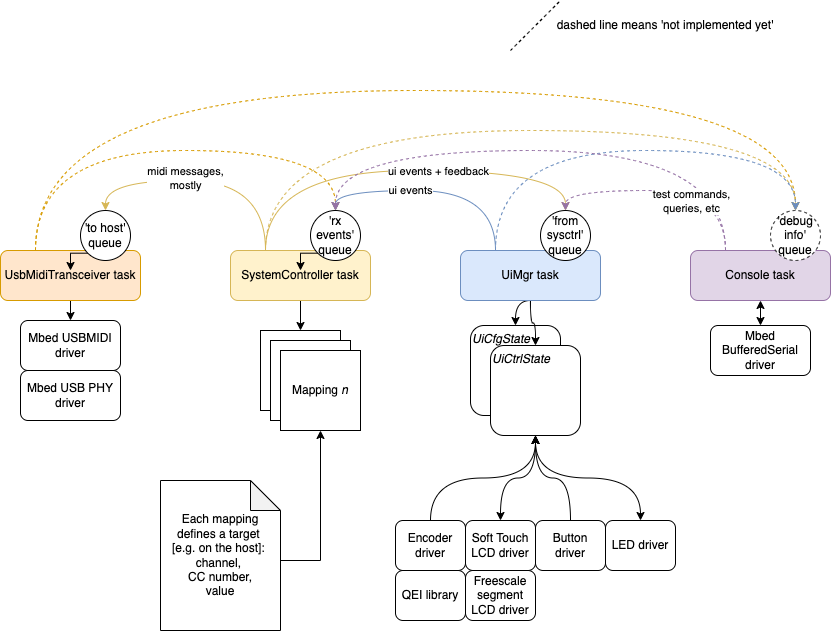 dashed line means 'not implemented yet'
midi messages,
mostly
ui events + feedback
ui events
test commands,
queries, etc
'to host'
queue
'rx
events'
queue
'from
sysctrl'
queue
'debug
info'
queue
UsbMidiTransceiver task
SystemController task
UiMgr task
Console task
Mbed USBMIDI
driver
Mbed USB PHY
driver
Mapping n
UiCfgState
UiCtrlState
Mbed
BufferedSerial
driver
Each mapping
defines a target
[e.g. on the host]:
channel,
CC number,
value
Encoder
driver
Soft Touch
LCD driver
Button
driver
LED driver
QEI library
Freescale
segment
LCD driver